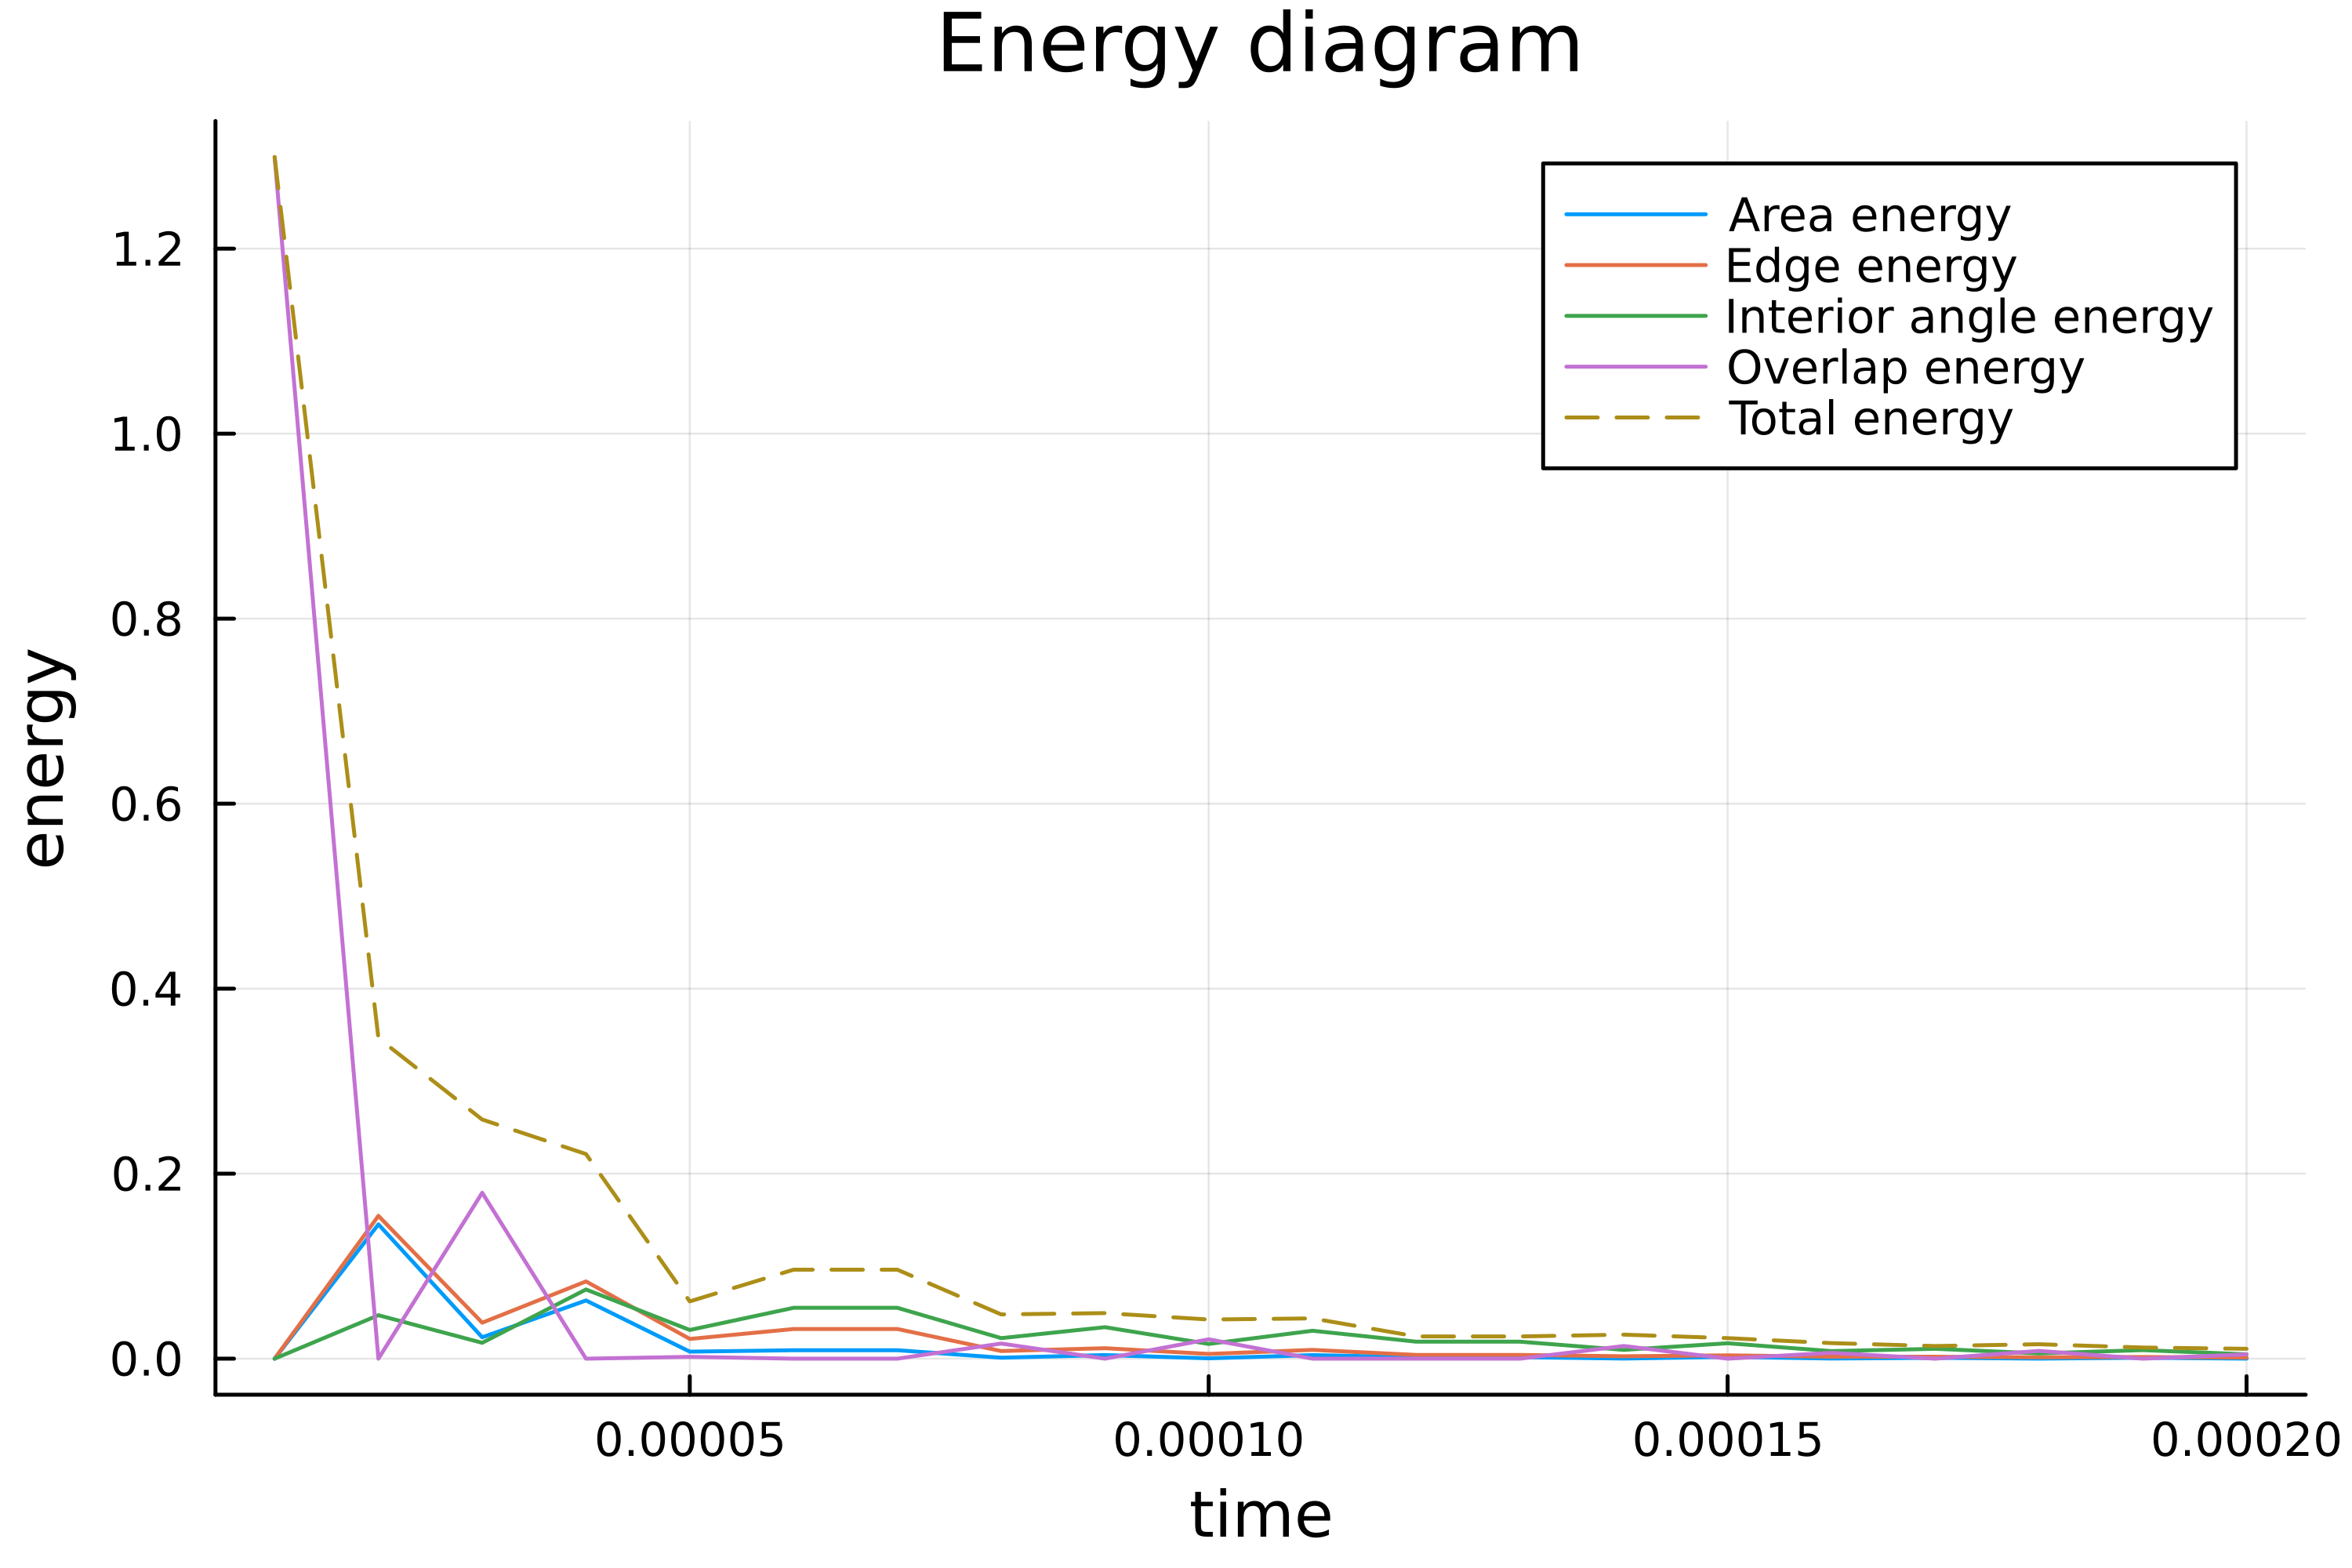 Energy diagram
energy
1.2
1.0
0.8
0.6
0.4
0.2
0.0
Area energy
Edge energy
Interior angle energy
Overlap energy
Total energy
0.00005 0.00010 0.00015 0.00020
time